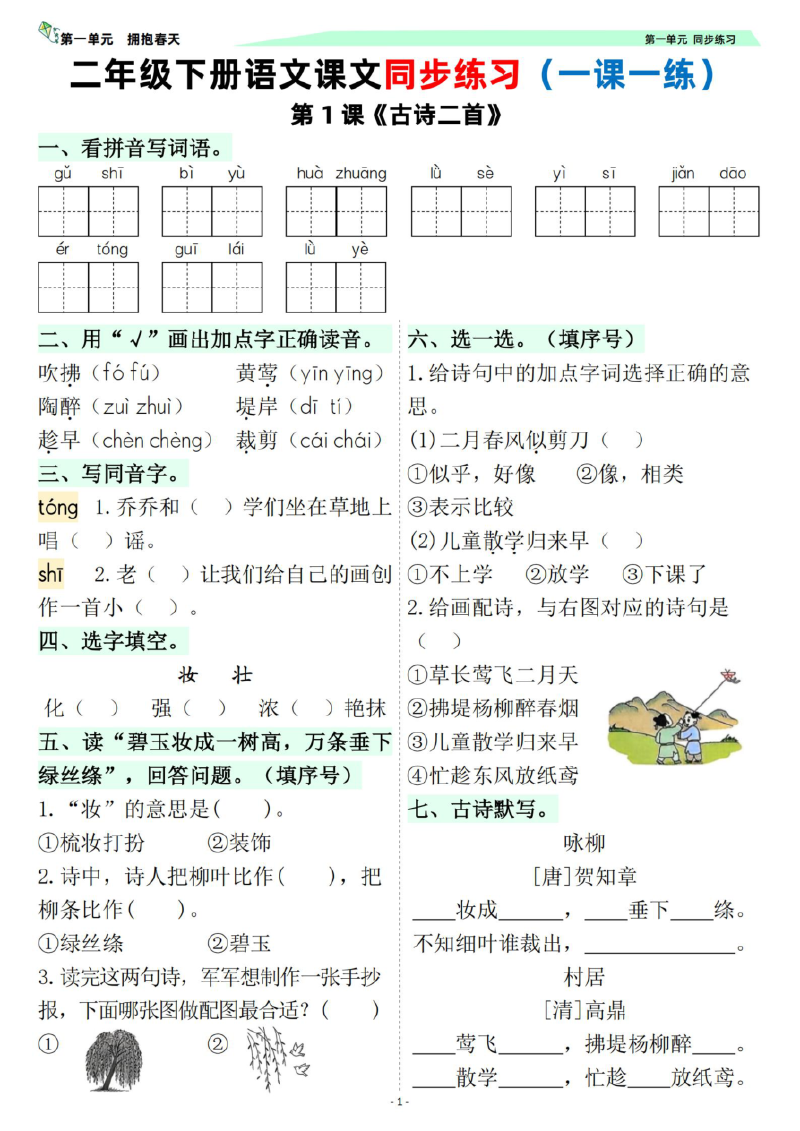 第一单元 拥抱春天
第一单元 同步练习
二年级下册语文课文同步练习（一课一练）
第1课《古诗二首》
一、看拼音写词语。
gǔ shī bì yù huà zhuāng lǜ sè yì sī jiǎn dāo
ér tóng guī lái lǜ yè
二、用“√”画出加点字正确读音。
吹拂（fó fú） 黄莺（yīn yīng）
陶醉（zuì zhuì） 堤岸（dī tí）
趁早（chèn chèng） 裁剪（cái chái）
三、写同音字。
tóng 1.乔乔和（ ）学们坐在草地上
唱（ ）谣。
shī 2.老（ ）让我们给自己的画创
作一首小（ ）。
四、选字填空。
妆 壮
化（ ） 强（ ） 浓（ ）艳抹
五、读“碧玉妆成一树高，万条垂下
绿丝绦”，回答问题。（填序号）
1.“妆”的意思是( )。
①梳妆打扮 ②装饰
2.诗中，诗人把柳叶比作( )，把
柳条比作( )。
①绿丝绦 ②碧玉
3.读完这两句诗，军军想制作一张手抄
报，下面哪张图做配图最合适？( )
① ②
六、选一选。（填序号）
1.给诗句中的加点字词选择正确的意
思。
(1)二月春风似剪刀（ ）
①似乎，好像 ②像，相类
③表示比较
(2)儿童散学归来早（ ）
①不上学 ②放学 ③下课了
2.给画配诗，与右图对应的诗句是
（ ）
①草长莺飞二月天
②拂堤杨柳醉春烟
③儿童散学归来早
④忙趁东风放纸鸢
七、古诗默写。
咏柳
[唐]贺知章
____妆成______，____垂下____绦。
不知细叶谁裁出，______________。
村居
[清]高鼎
____莺飞______，拂堤杨柳醉____。
____散学______，忙趁____放纸鸢。
- 1 -